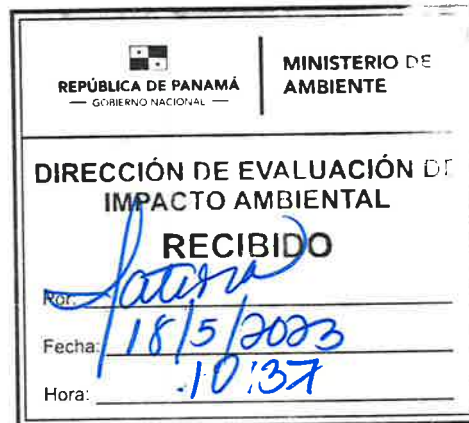 REPÚBLICA DE PANAMÁ
— GOBIERNO NACIONAL —
MINISTERIO DE
AMBIENTE
DIRECCIÓN DE EVALUACIÓN DE
IMPACTO AMBIENTAL
RECIBIDO
Por:
Fecha: 18/5/2023
Hora: 10:37